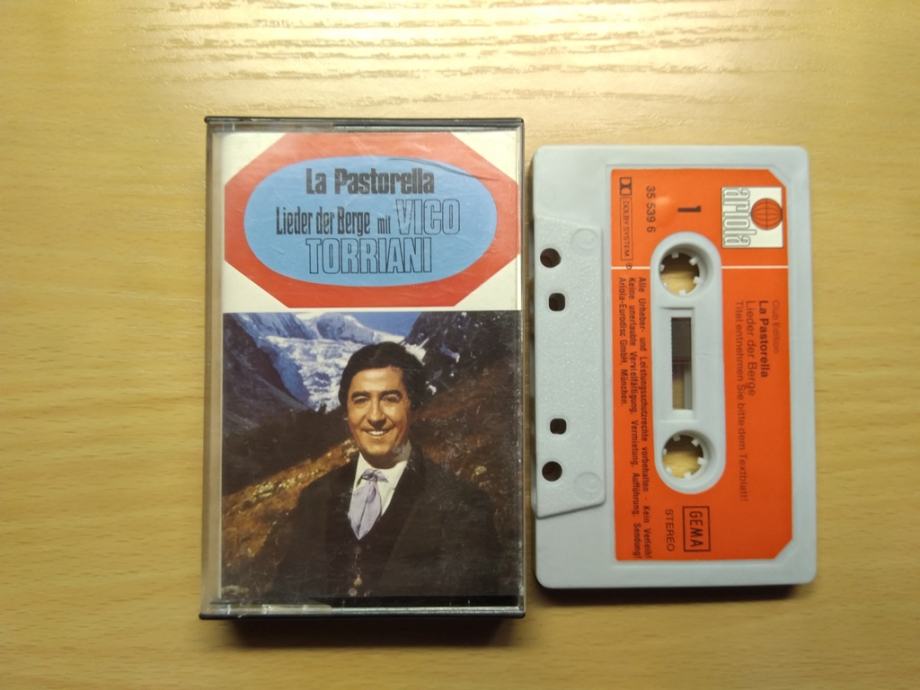 La Pastorella
Lieder der Berge mit VICO
TORRIANI
ariola
1
35 539 6
DOLBY SYSTEM
Club Edition
La Pastorella
Lieder der Berge
Titel entnehmen Sie bitte dem Textblatt!
GEMA
STEREO
Alle Urheber- und Leistungsschutzrechte vorbehalten · Kein Verleih!
Keine unerlaubte Vervielfältigung, Vermietung, Aufführung, Sendung!
Ariola-Eurodisc GmbH, München.